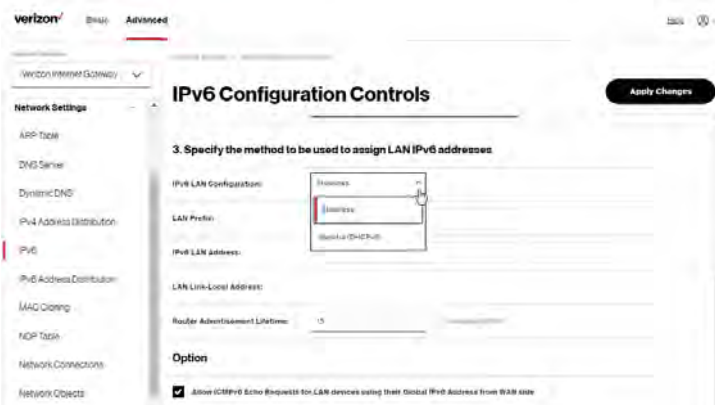 verizon✓ Basic Advanced Help
Verizon Internet Gateway
Network Settings
ARP Table
DNS Server
Dynamic DNS
IPv4 Address Distribution
IPv6
IPv6 Address Distribution
MAC Cloning
NDP Table
Network Connections
Network Objects
IPv6 Configuration Controls
Apply Changes
3. Specify the method to be used to assign LAN IPv6 addresses
IPv6 LAN Configuration: Stateless
Stateless
Stateful (DHCPv6)
LAN Prefix:
IPv6 LAN Address:
LAN Link-Local Address:
Router Advertisement Lifetime: 15
Option
Allow ICMPv6 Echo Requests for LAN devices using their Global IPv6 Address from WAN side